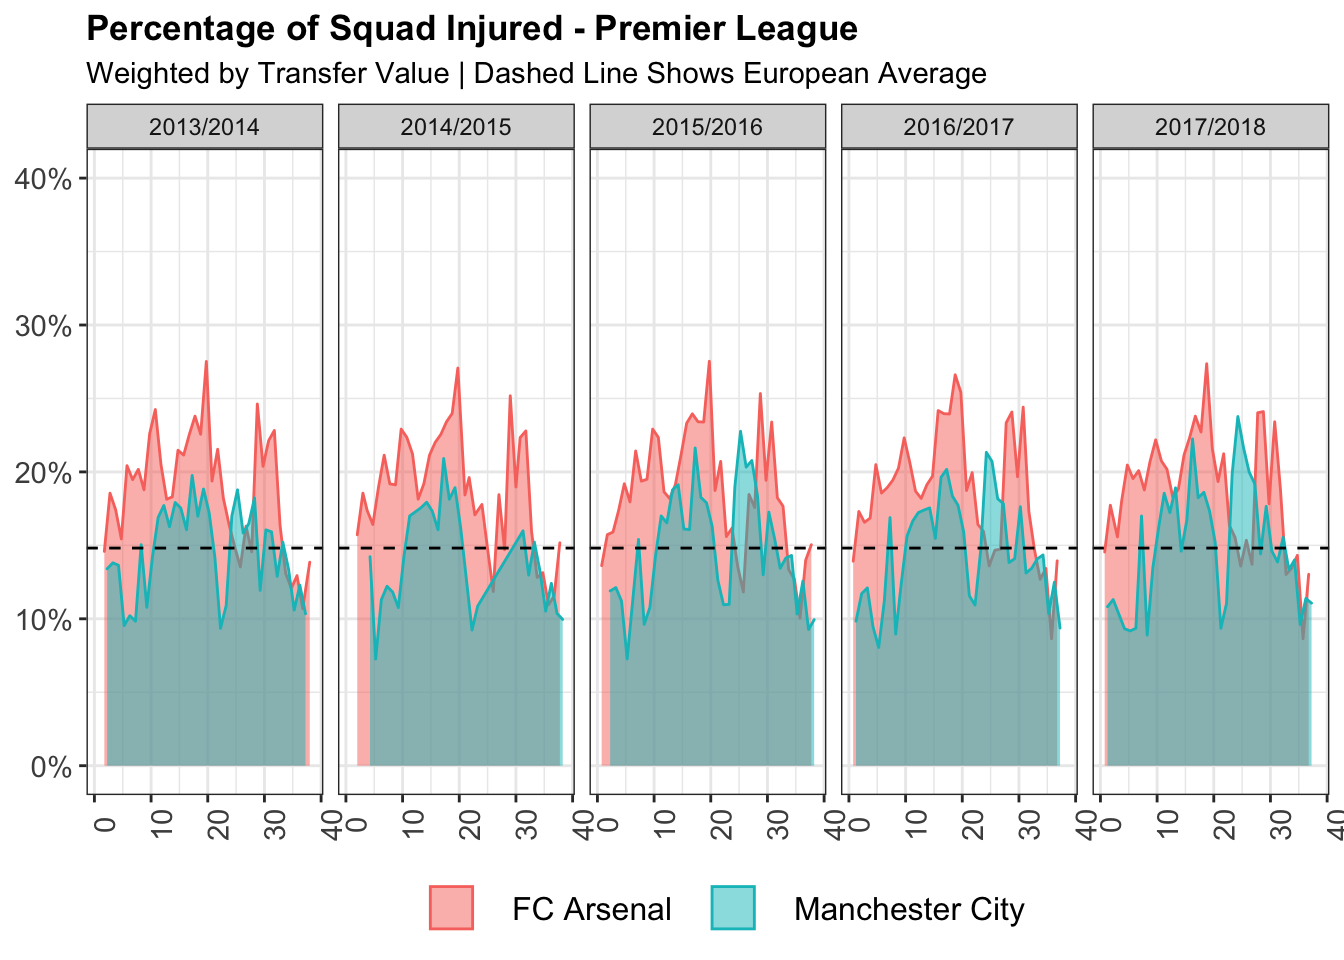 Percentage of Squad Injured - Premier League
Weighted by Transfer Value | Dashed Line Shows European Average
2013/2014 2014/2015 2015/2016 2016/2017 2017/2018
40%
30%
20%
10%
0%
0 10 20 30 40 0 10 20 30 40 0 10 20 30 40 0 10 20 30 40 0 10 20 30 40
FC Arsenal Manchester City